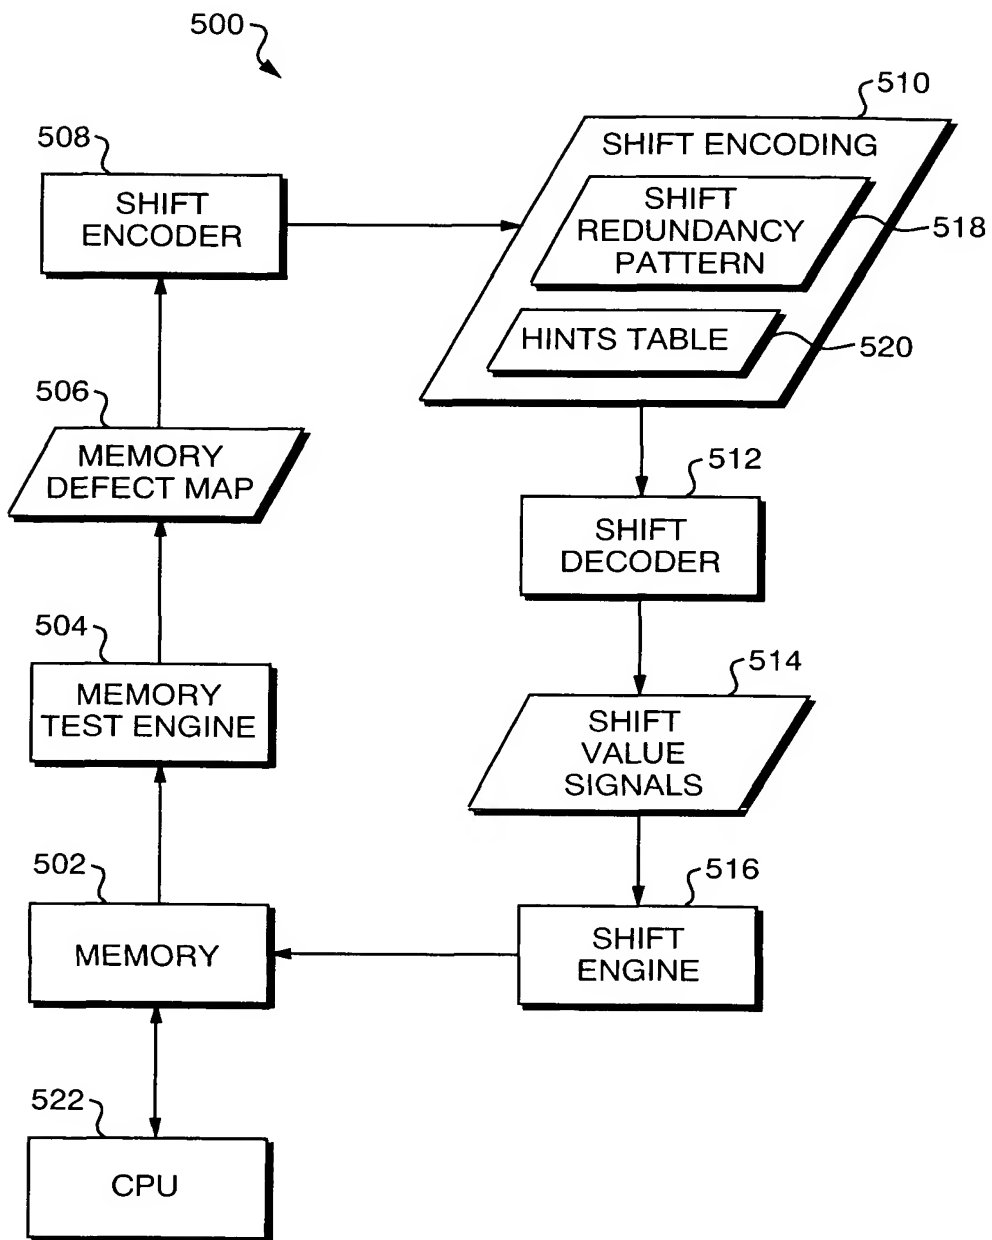 500
510
508
SHIFT ENCODING
SHIFT
ENCODER
SHIFT
REDUNDANCY
PATTERN
518
HINTS TABLE
520
506
MEMORY
DEFECT MAP
512
SHIFT
DECODER
504
MEMORY
TEST ENGINE
514
SHIFT
VALUE
SIGNALS
502
MEMORY
516
SHIFT
ENGINE
522
CPU